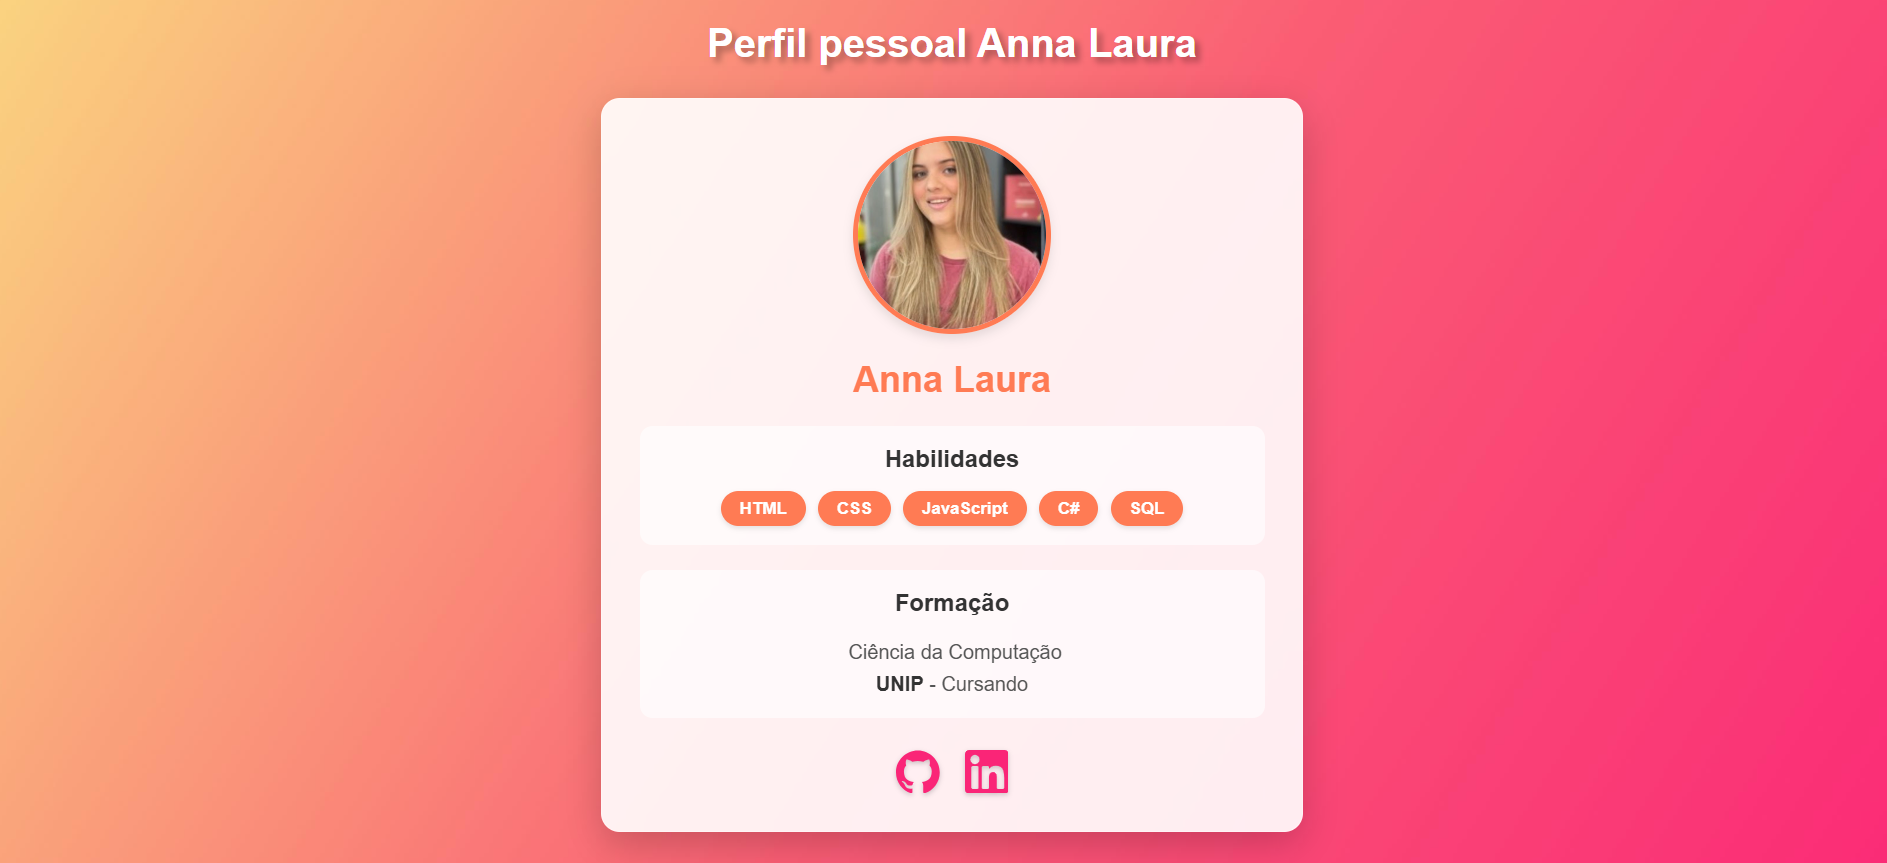 Perfil pessoal Anna Laura
Anna Laura
Habilidades
HTML CSS JavaScript C# SQL
Formação
Ciência da Computação
UNIP - Cursando
in